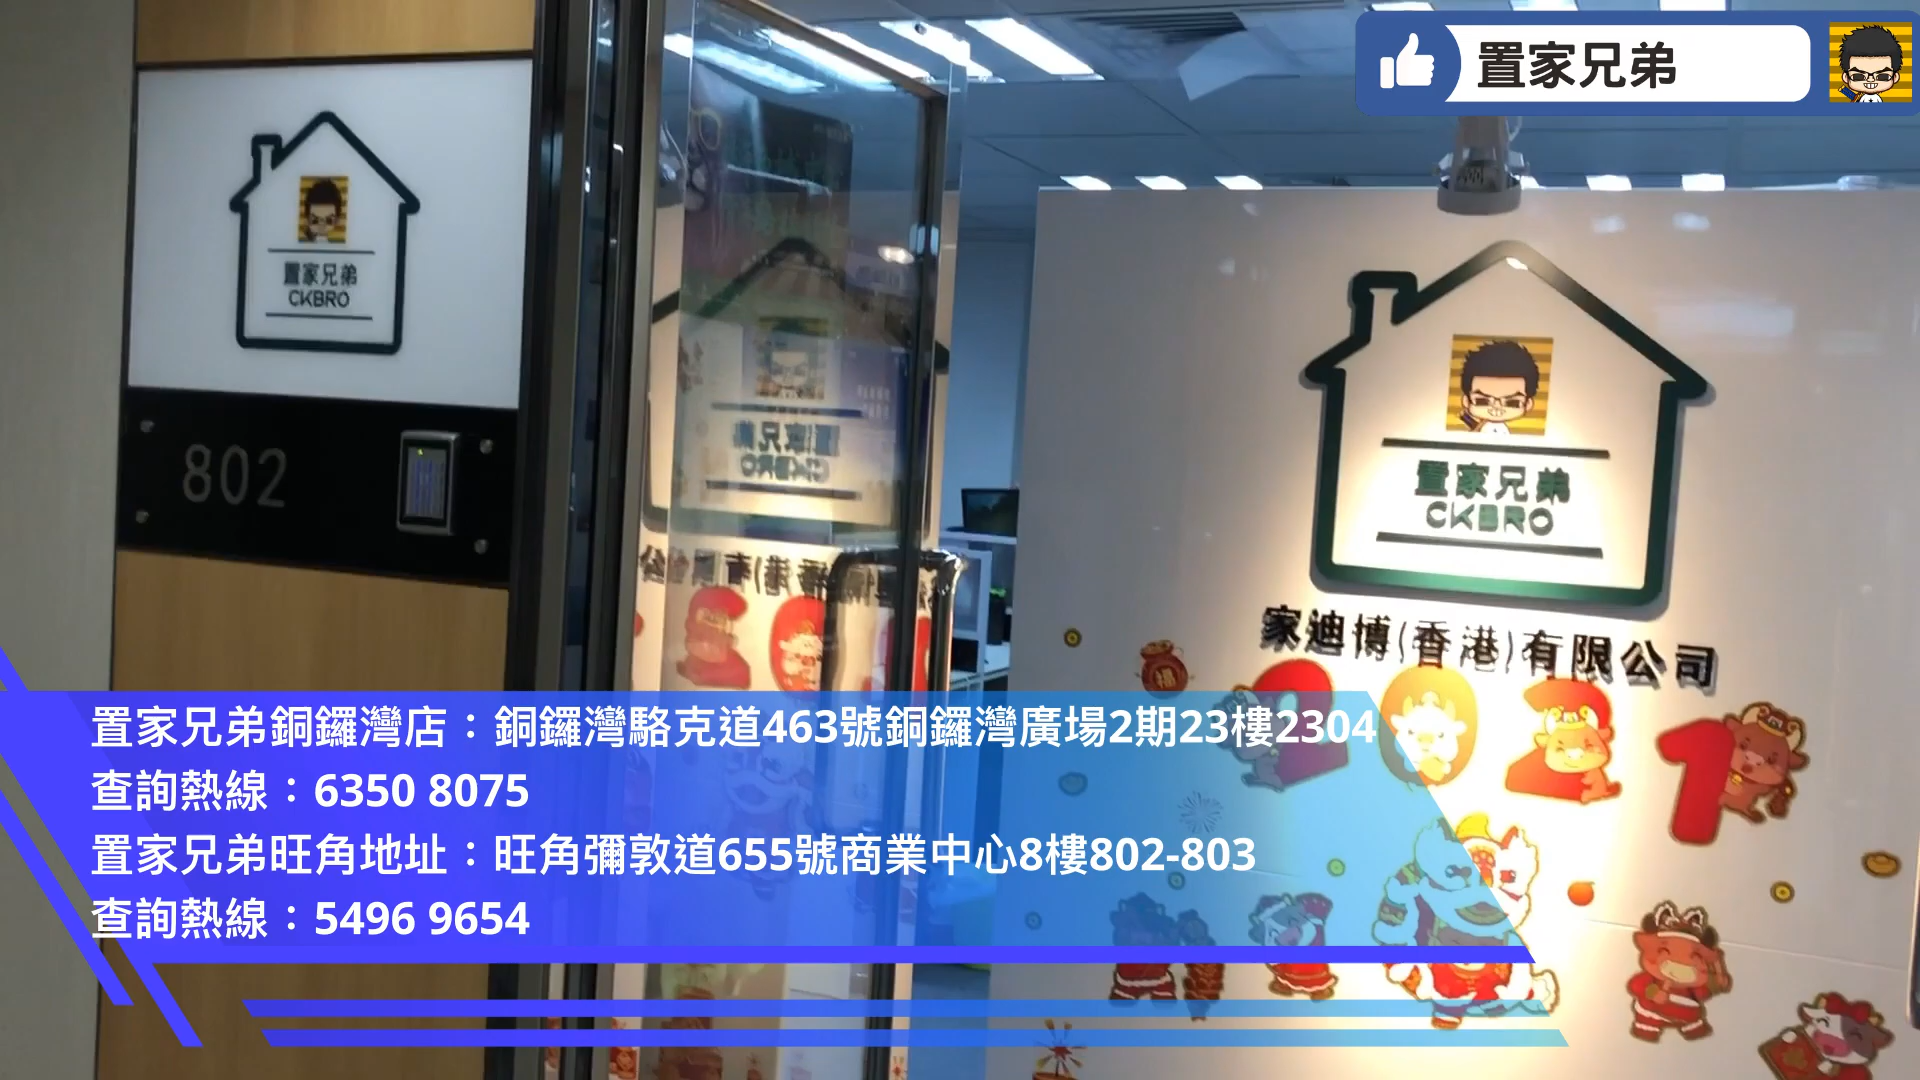 置家兄弟
置家兄弟
CKBRO
802
置家兄弟
CKBRO
家迪博(香港)有限公司
2021
福
置家兄弟銅鑼灣店：銅鑼灣駱克道463號銅鑼灣廣場2期23樓2304
查詢熱線：6350 8075
置家兄弟旺角地址：旺角彌敦道655號商業中心8樓802-803
查詢熱線：5496 9654